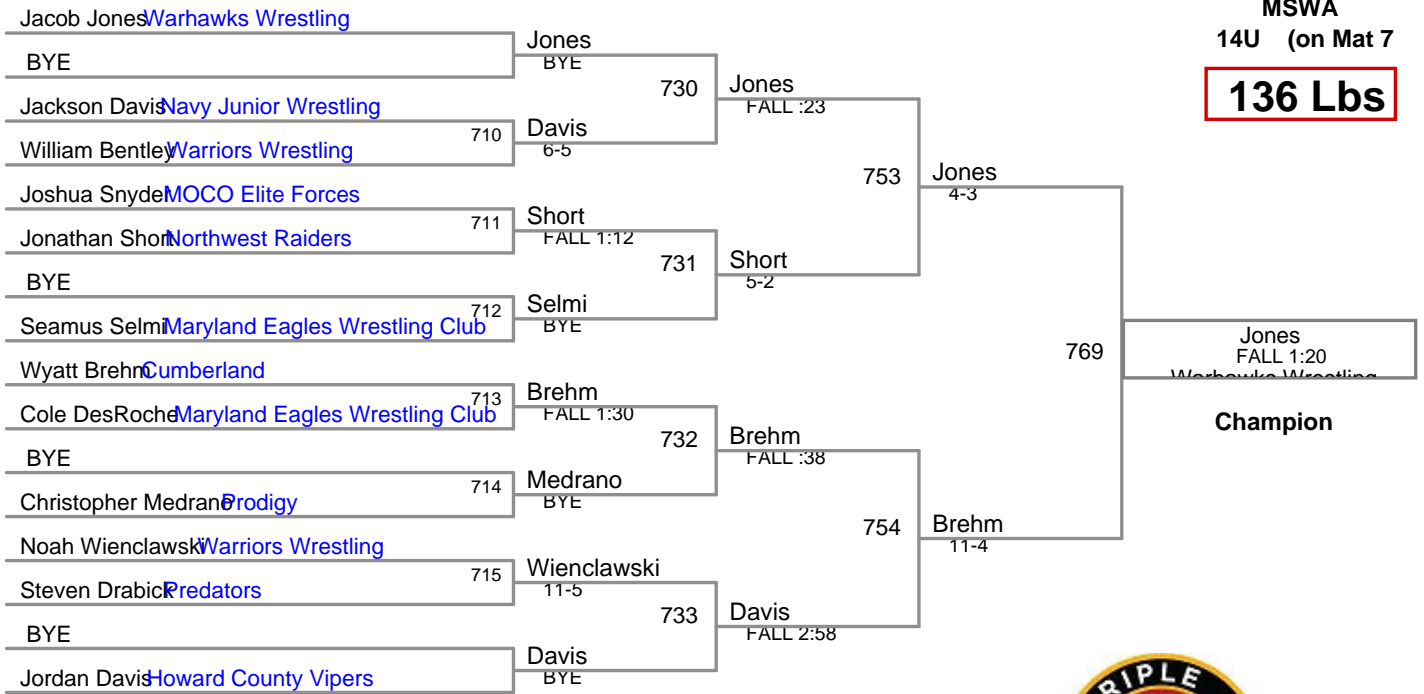 Jacob Jones Warhawks Wrestling
BYE
Jackson Davis Navy Junior Wrestling
William Bentley Warriors Wrestling
Joshua Snyder MOCO Elite Forces
Jonathan Short Northwest Raiders
BYE
Seamus Selmi Maryland Eagles Wrestling Club
Wyatt Brehm Cumberland
Cole DesRoche Maryland Eagles Wrestling Club
BYE
Christopher Medrano Prodigy
Noah Wienclawski Warriors Wrestling
Steven Drabick Predators
BYE
Jordan Davis Howard County Vipers
710
711
712
713
714
715
Jones
BYE
Davis
6-5
Short
FALL 1:12
Selmi
BYE
Brehm
FALL 1:30
Medrano
BYE
Wienclawski
11-5
Davis
BYE
730
731
732
733
Jones
FALL :23
Short
5-2
Brehm
FALL :38
Davis
FALL 2:58
753
754
Jones
4-3
Brehm
11-4
769
Jones
FALL 1:20
Warhawks Wrestling
Champion
MSWA
14U (on Mat 7
136 Lbs
RIPLE